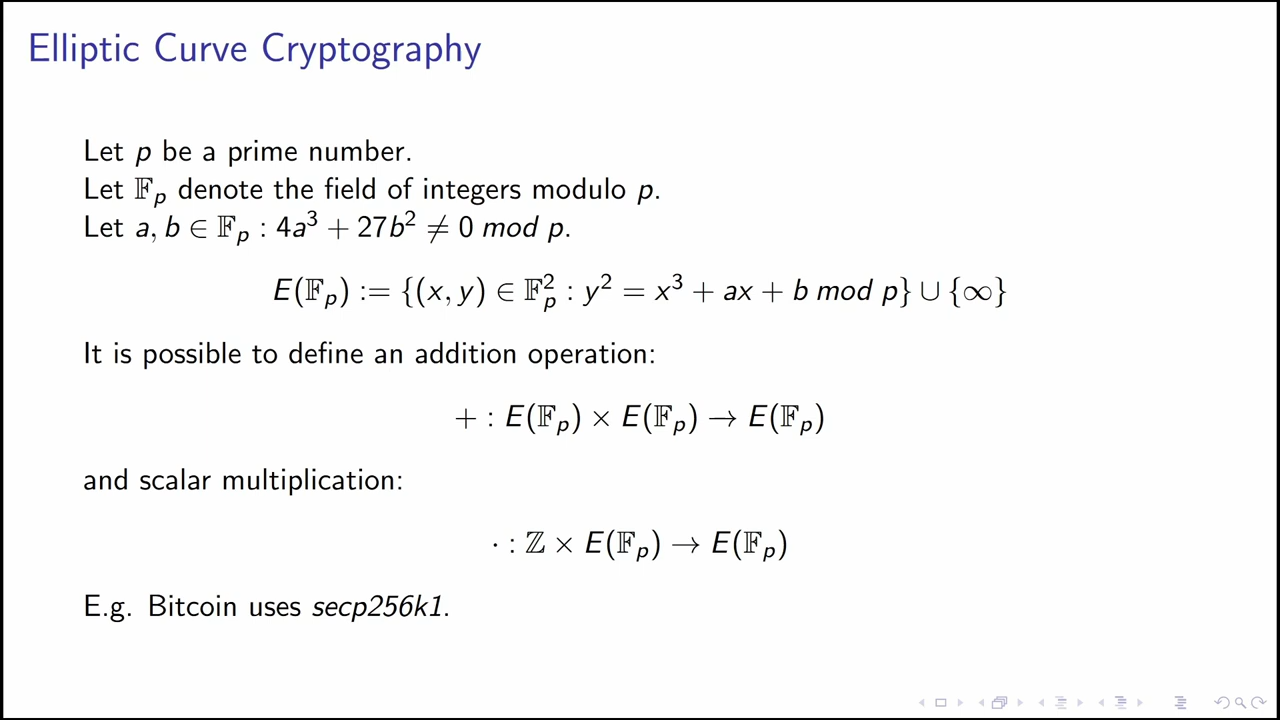 Elliptic Curve Cryptography
Let p be a prime number.
Let 𝔽ₚ denote the field of integers modulo p.
Let a, b ∈ 𝔽ₚ : 4a³ + 27b² ≠ 0 mod p.
E(𝔽ₚ) := {(x, y) ∈ 𝔽ₚ² : y² = x³ + ax + b mod p} ∪ {∞}
It is possible to define an addition operation:
+ : E(𝔽ₚ) × E(𝔽ₚ) → E(𝔽ₚ)
and scalar multiplication:
· : ℤ × E(𝔽ₚ) → E(𝔽ₚ)
E.g. Bitcoin uses secp256k1.